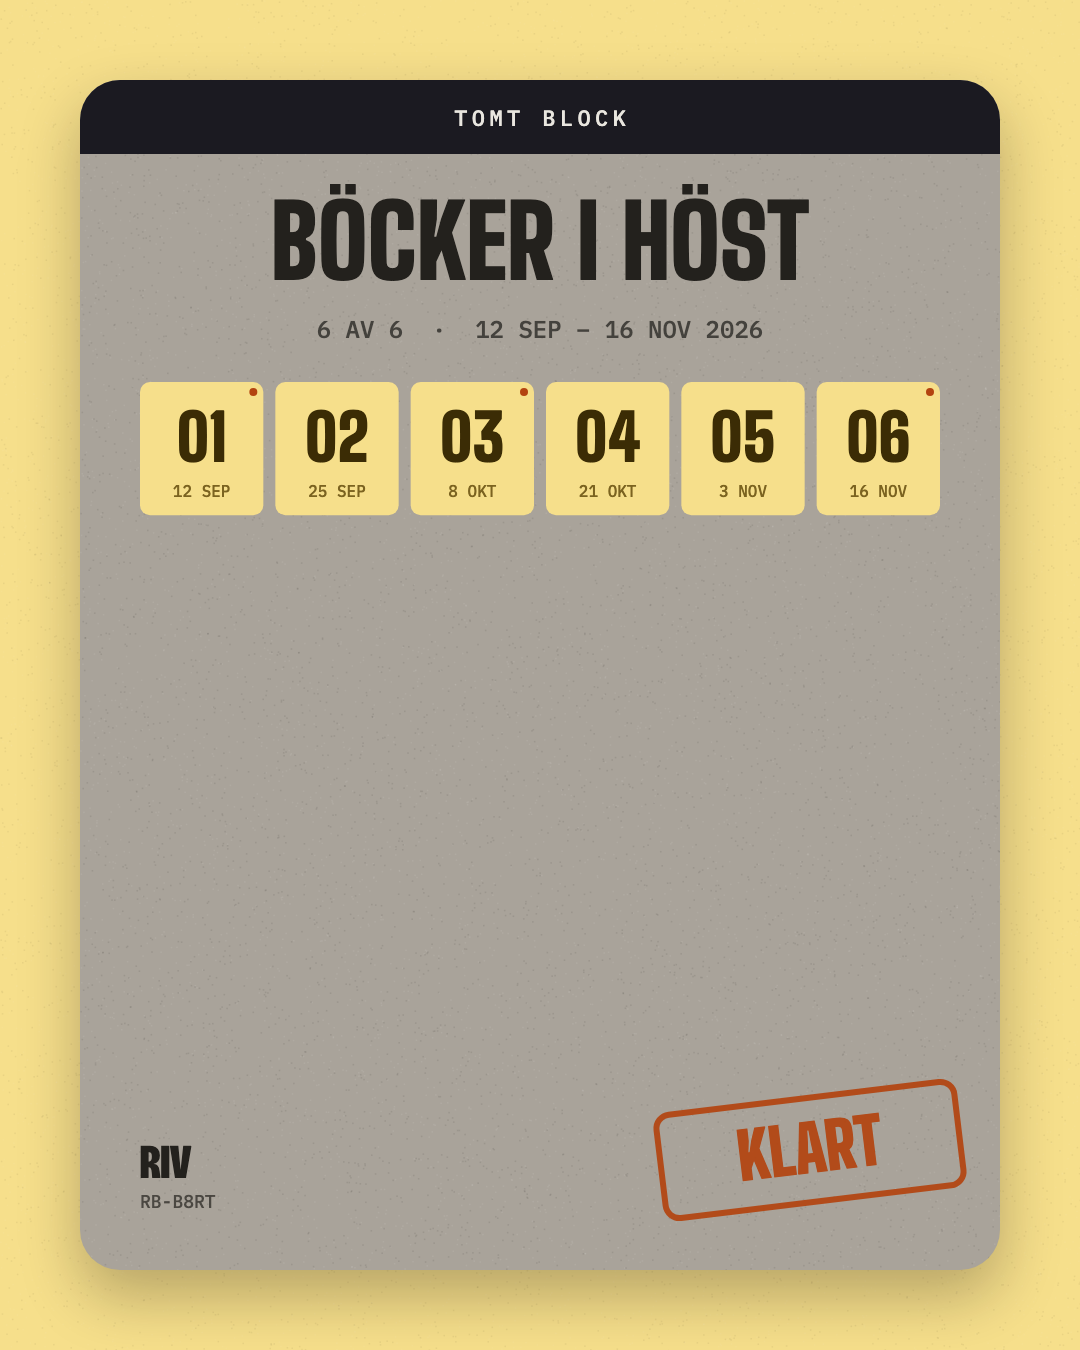 TOMT BLOCK
BÖCKER I HÖST
6 AV 6 · 12 SEP – 16 NOV 2026
01 02 03 04 05 06
12 SEP 25 SEP 8 OKT 21 OKT 3 NOV 16 NOV
KLART
RIV
RB-B8RT